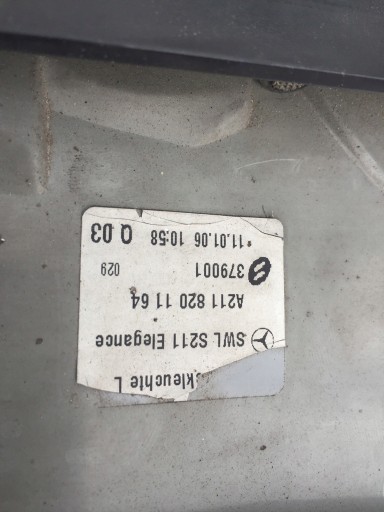 kleuchte L
SWL S211 Elegance
A211 820 11 64
379001 029
*11.01.06 10:58 Q 03